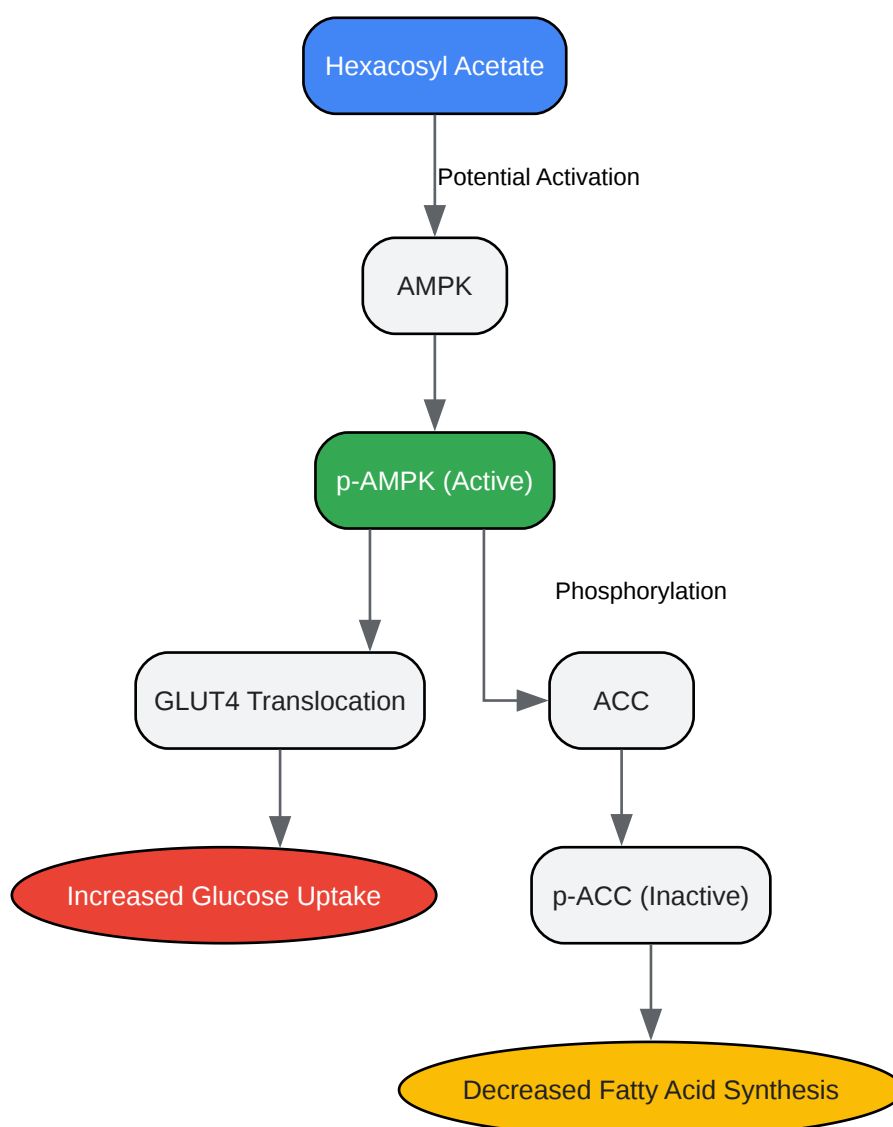 Hexacosyl Acetate
Potential Activation
AMPK
p-AMPK (Active)
Phosphorylation
GLUT4 Translocation
ACC
Increased Glucose Uptake
p-ACC (Inactive)
Decreased Fatty Acid Synthesis